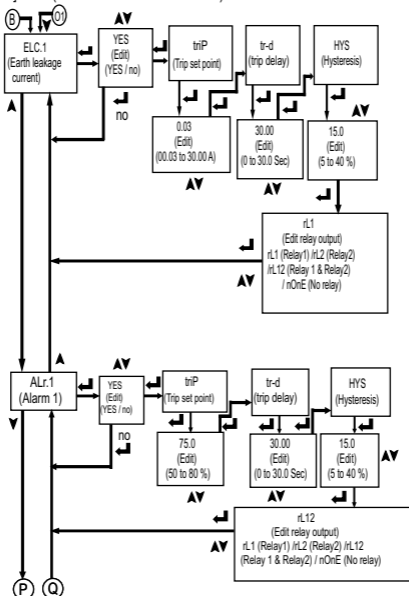 B
O1
ELC.1
(Earth leakage
current)
YES
(Edit)
(YES / no)
no
triP
(Trip set point)
tr-d
(trip delay)
HYS
(Hysteresis)
0.03
(Edit)
(00.03 to 30.00 A)
30.00
(Edit)
(0 to 30.0 Sec)
15.0
(Edit)
(5 to 40 %)
rL1
(Edit relay output)
rL1 (Relay1) /rL2 (Relay2)
/rL12 (Relay 1 & Relay2)
/ nOnE (No relay)
ALr.1
(Alarm 1)
YES
(Edit)
(YES / no)
no
triP
(Trip set point)
tr-d
(trip delay)
HYS
(Hysteresis)
75.0
(Edit)
(50 to 80 %)
30.00
(Edit)
(0 to 30.0 Sec)
15.0
(Edit)
(5 to 40 %)
rL12
(Edit relay output)
rL1 (Relay1) /rL2 (Relay2) /rL12
(Relay 1 & Relay2) / nOnE (No relay)
P
Q